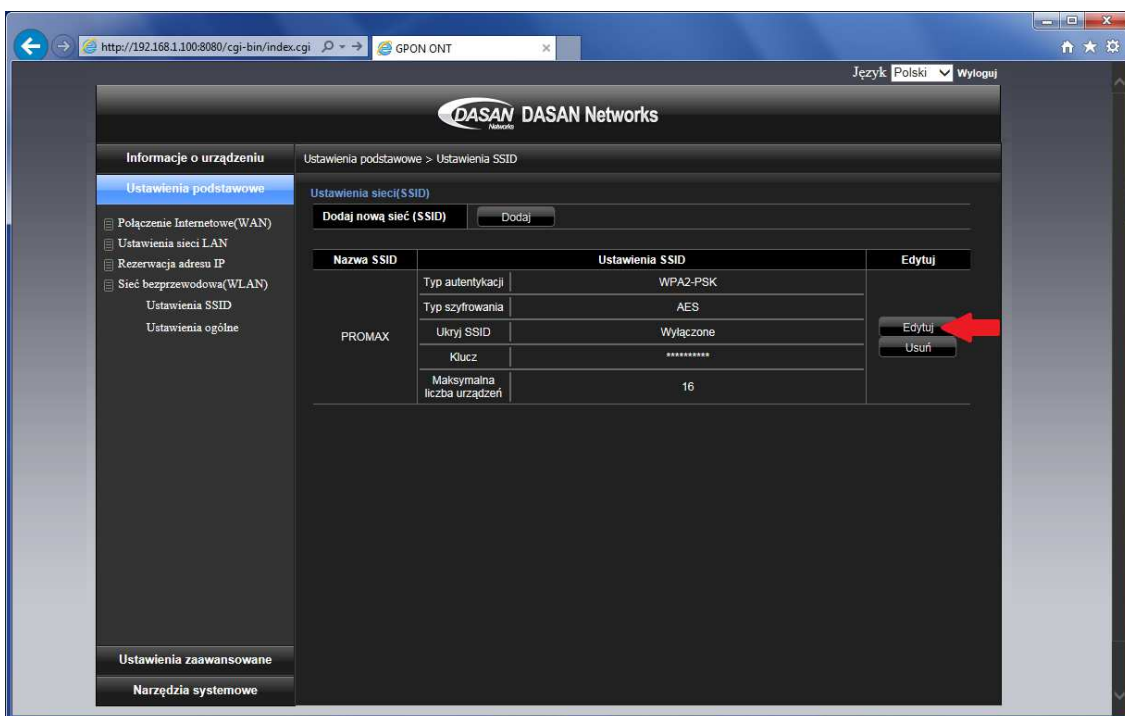 http://192.168.1.100:8080/cgi-bin/index.cgi
GPON ONT
Język Polski Wyloguj
DASAN Networks DASAN Networks
Informacje o urządzeniu
Ustawienia podstawowe > Ustawienia SSID
Ustawienia podstawowe
Połączenie Internetowe(WAN)
Ustawienia sieci LAN
Rezerwacja adresu IP
Sieć bezprzewodowa(WLAN)
Ustawienia SSID
Ustawienia ogólne
Ustawienia zaawansowane
Narzędzia systemowe
Ustawienia sieci(SSID)
Dodaj nową sieć (SSID) Dodaj
Nazwa SSID Ustawienia SSID Edytuj
PROMAX
Typ autentykacji WPA2-PSK
Typ szyfrowania AES
Ukryj SSID Wyłączone
Klucz **********
Maksymalna
liczba urządzeń 16
Edytuj
Usuń